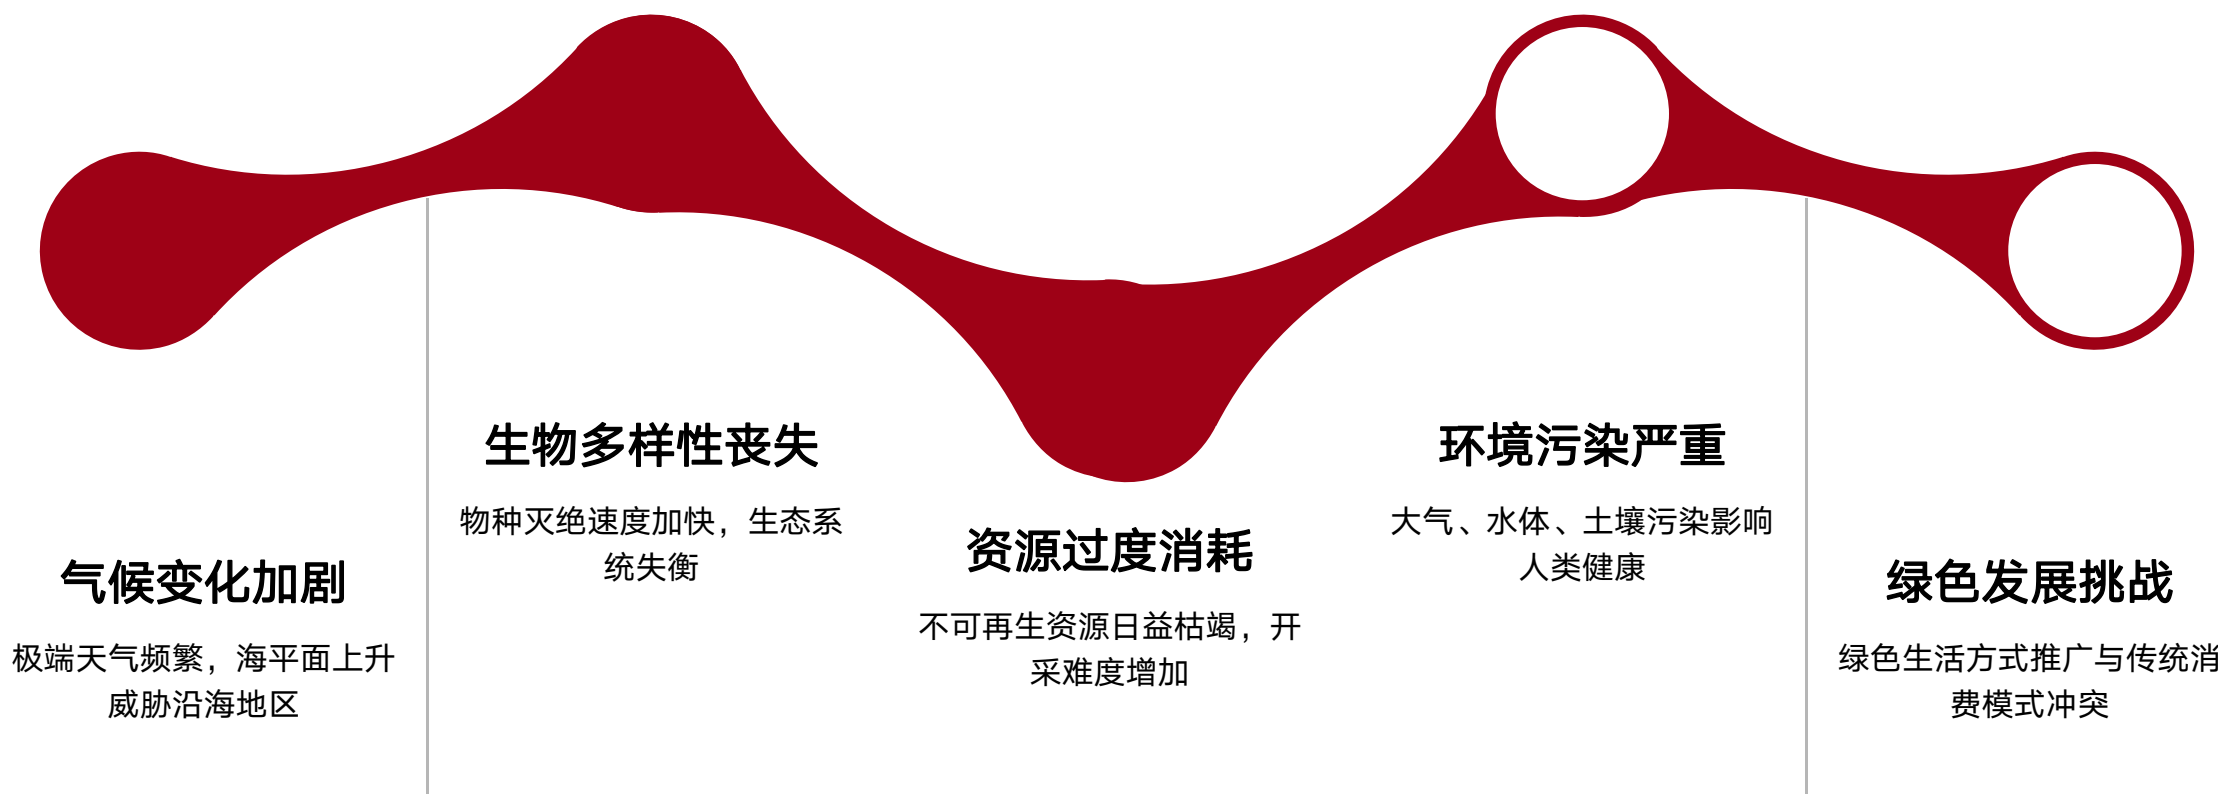 气候变化加剧
极端天气频繁，海平面上升
威胁沿海地区
生物多样性丧失
物种灭绝速度加快，生态系
统失衡
资源过度消耗
不可再生资源日益枯竭，开
采难度增加
环境污染严重
大气、水体、土壤污染影响
人类健康
绿色发展挑战
绿色生活方式推广与传统消
费模式冲突